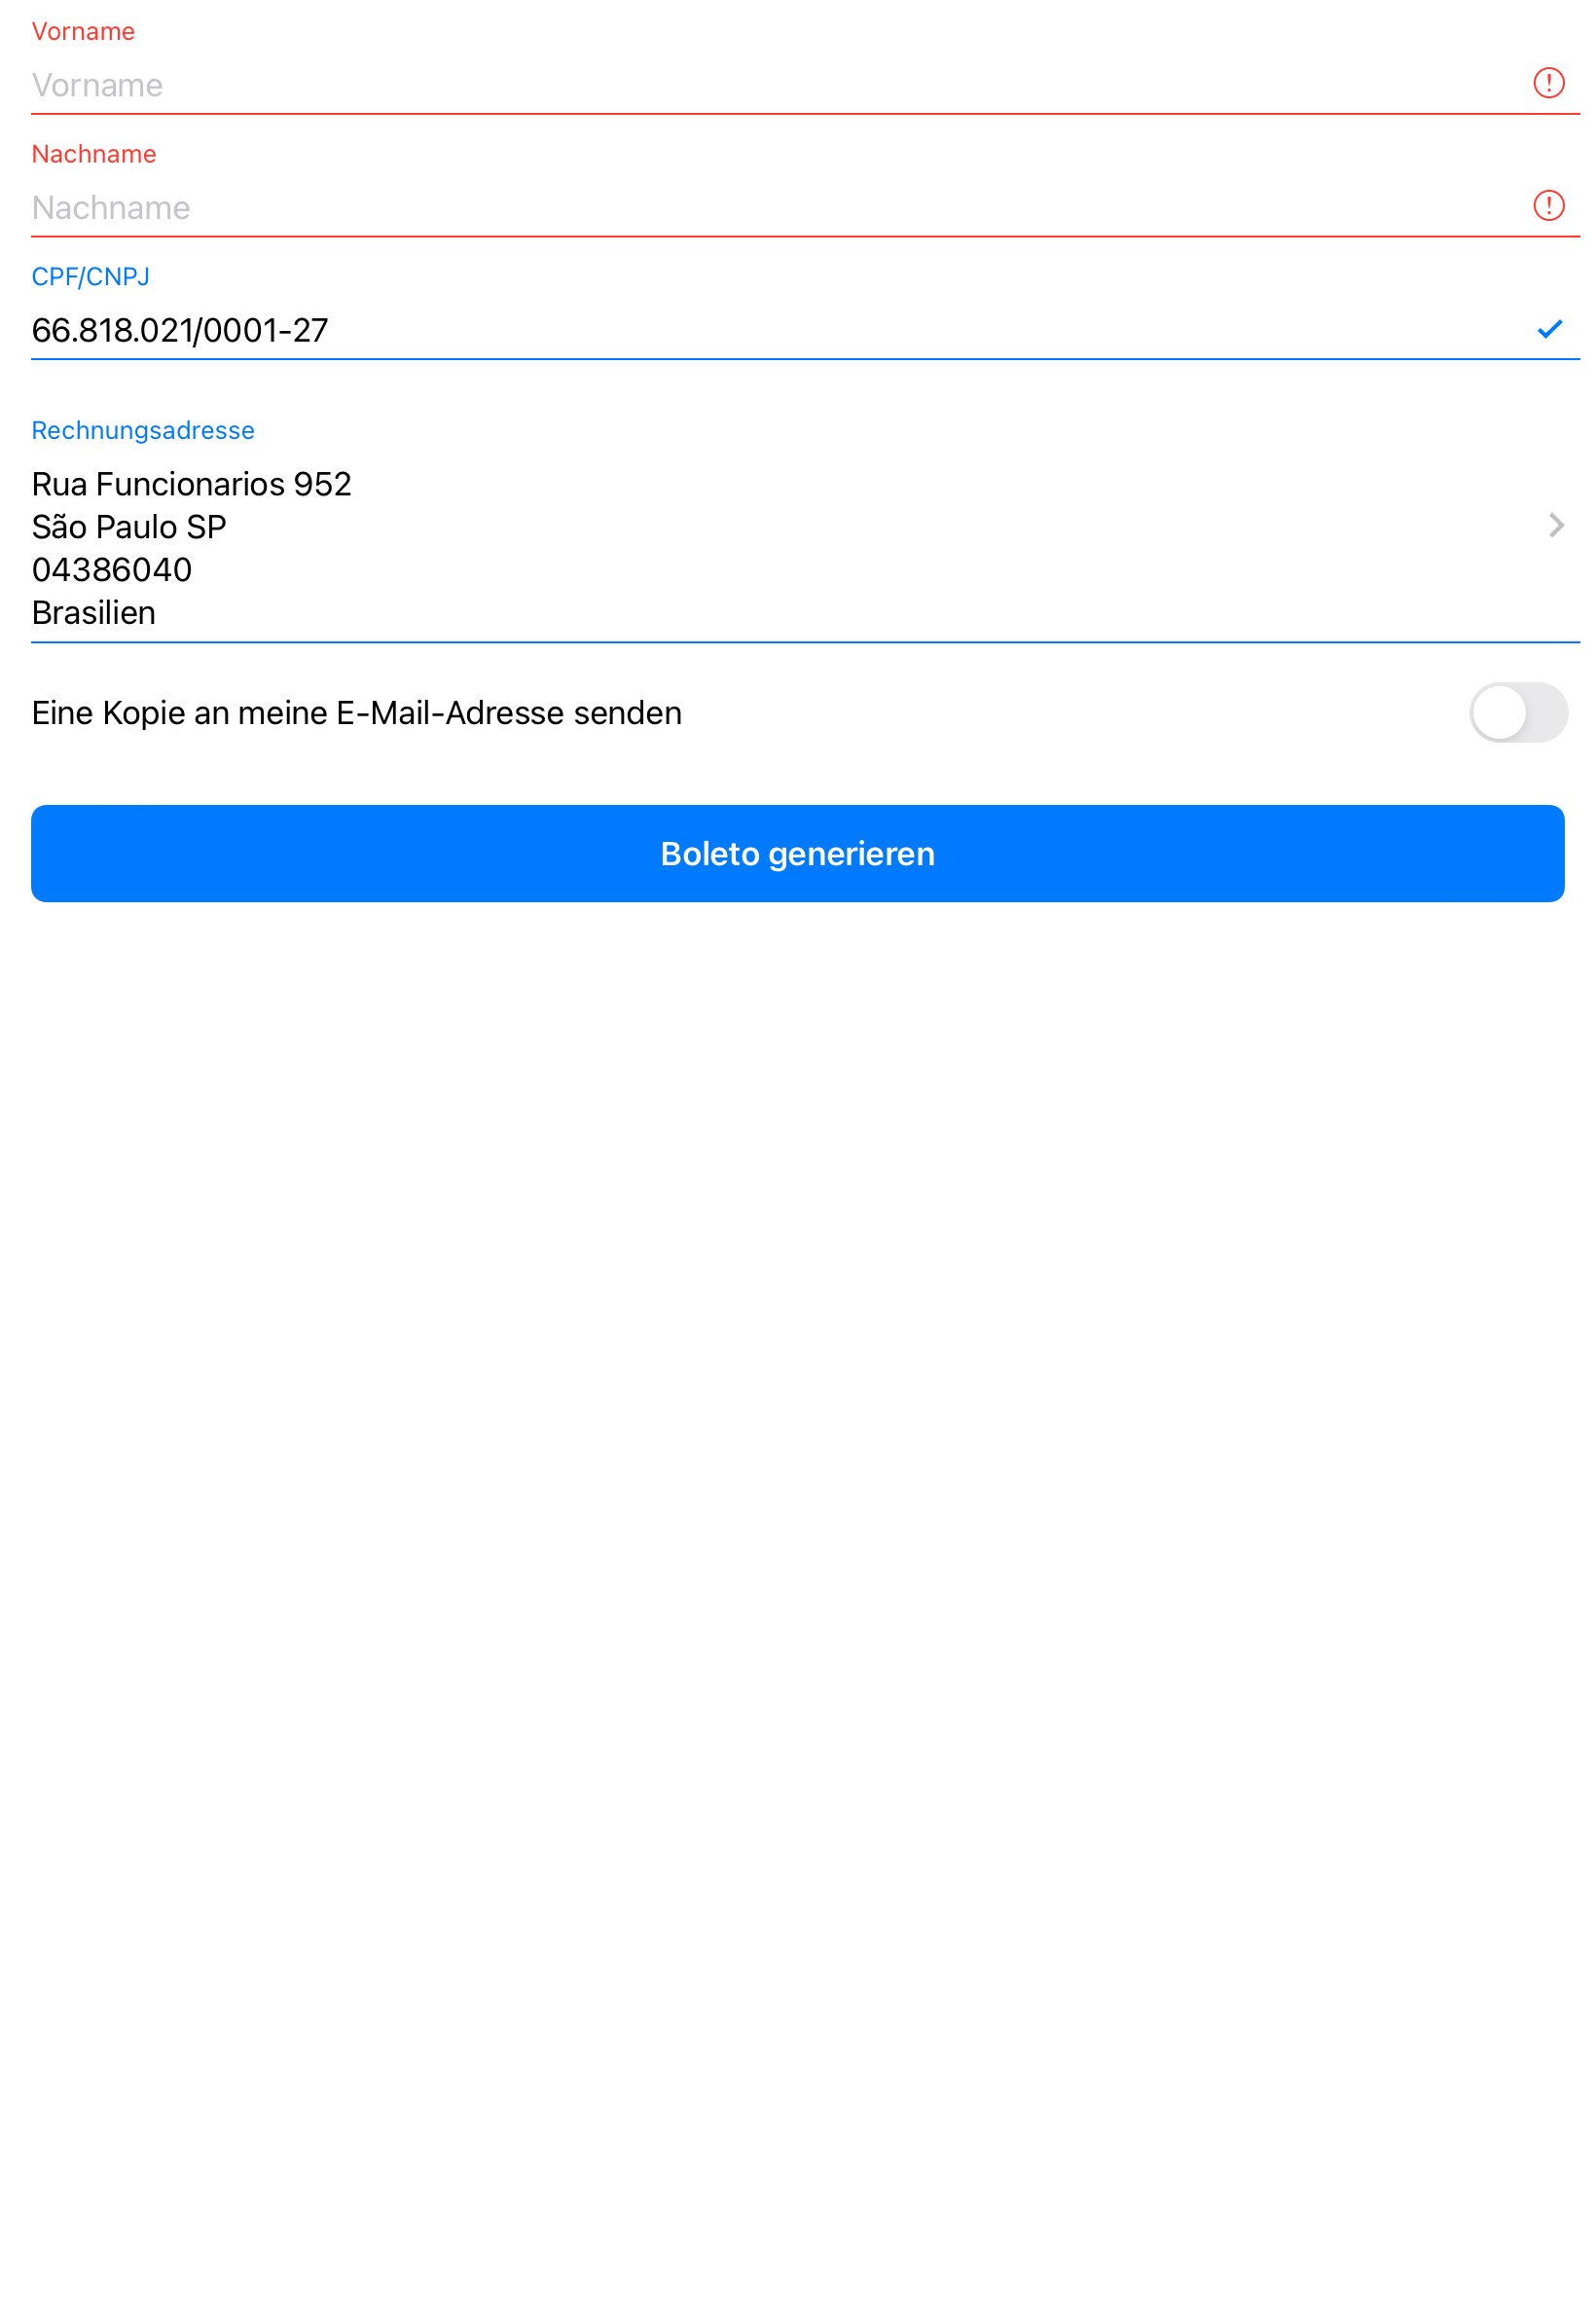 Vorname
Vorname
Nachname
Nachname
CPF/CNPJ
66.818.021/0001-27
Rechnungsadresse
Rua Funcionarios 952
São Paulo SP
04386040
Brasilien
Eine Kopie an meine E-Mail-Adresse senden
Boleto generieren